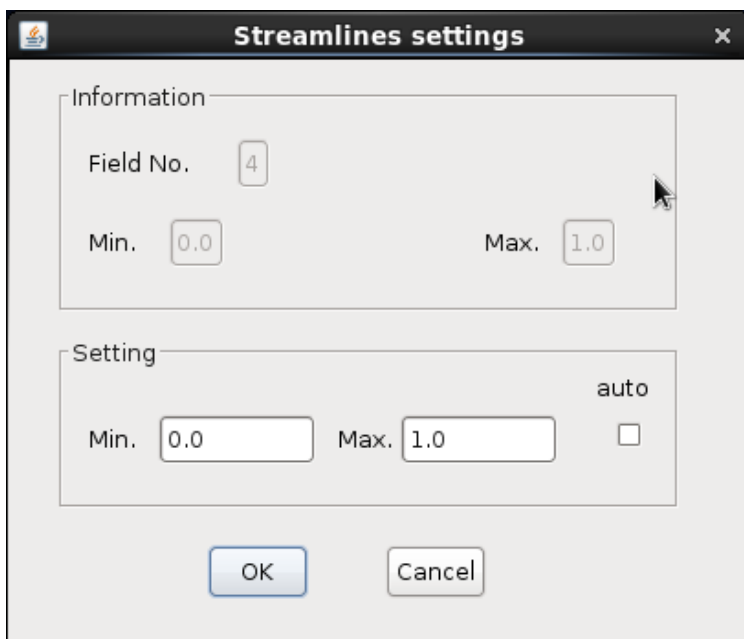 Streamlines settings
Information
Field No. 4
Min. 0.0 Max. 1.0
Setting
auto
Min. 0.0 Max. 1.0
OK Cancel